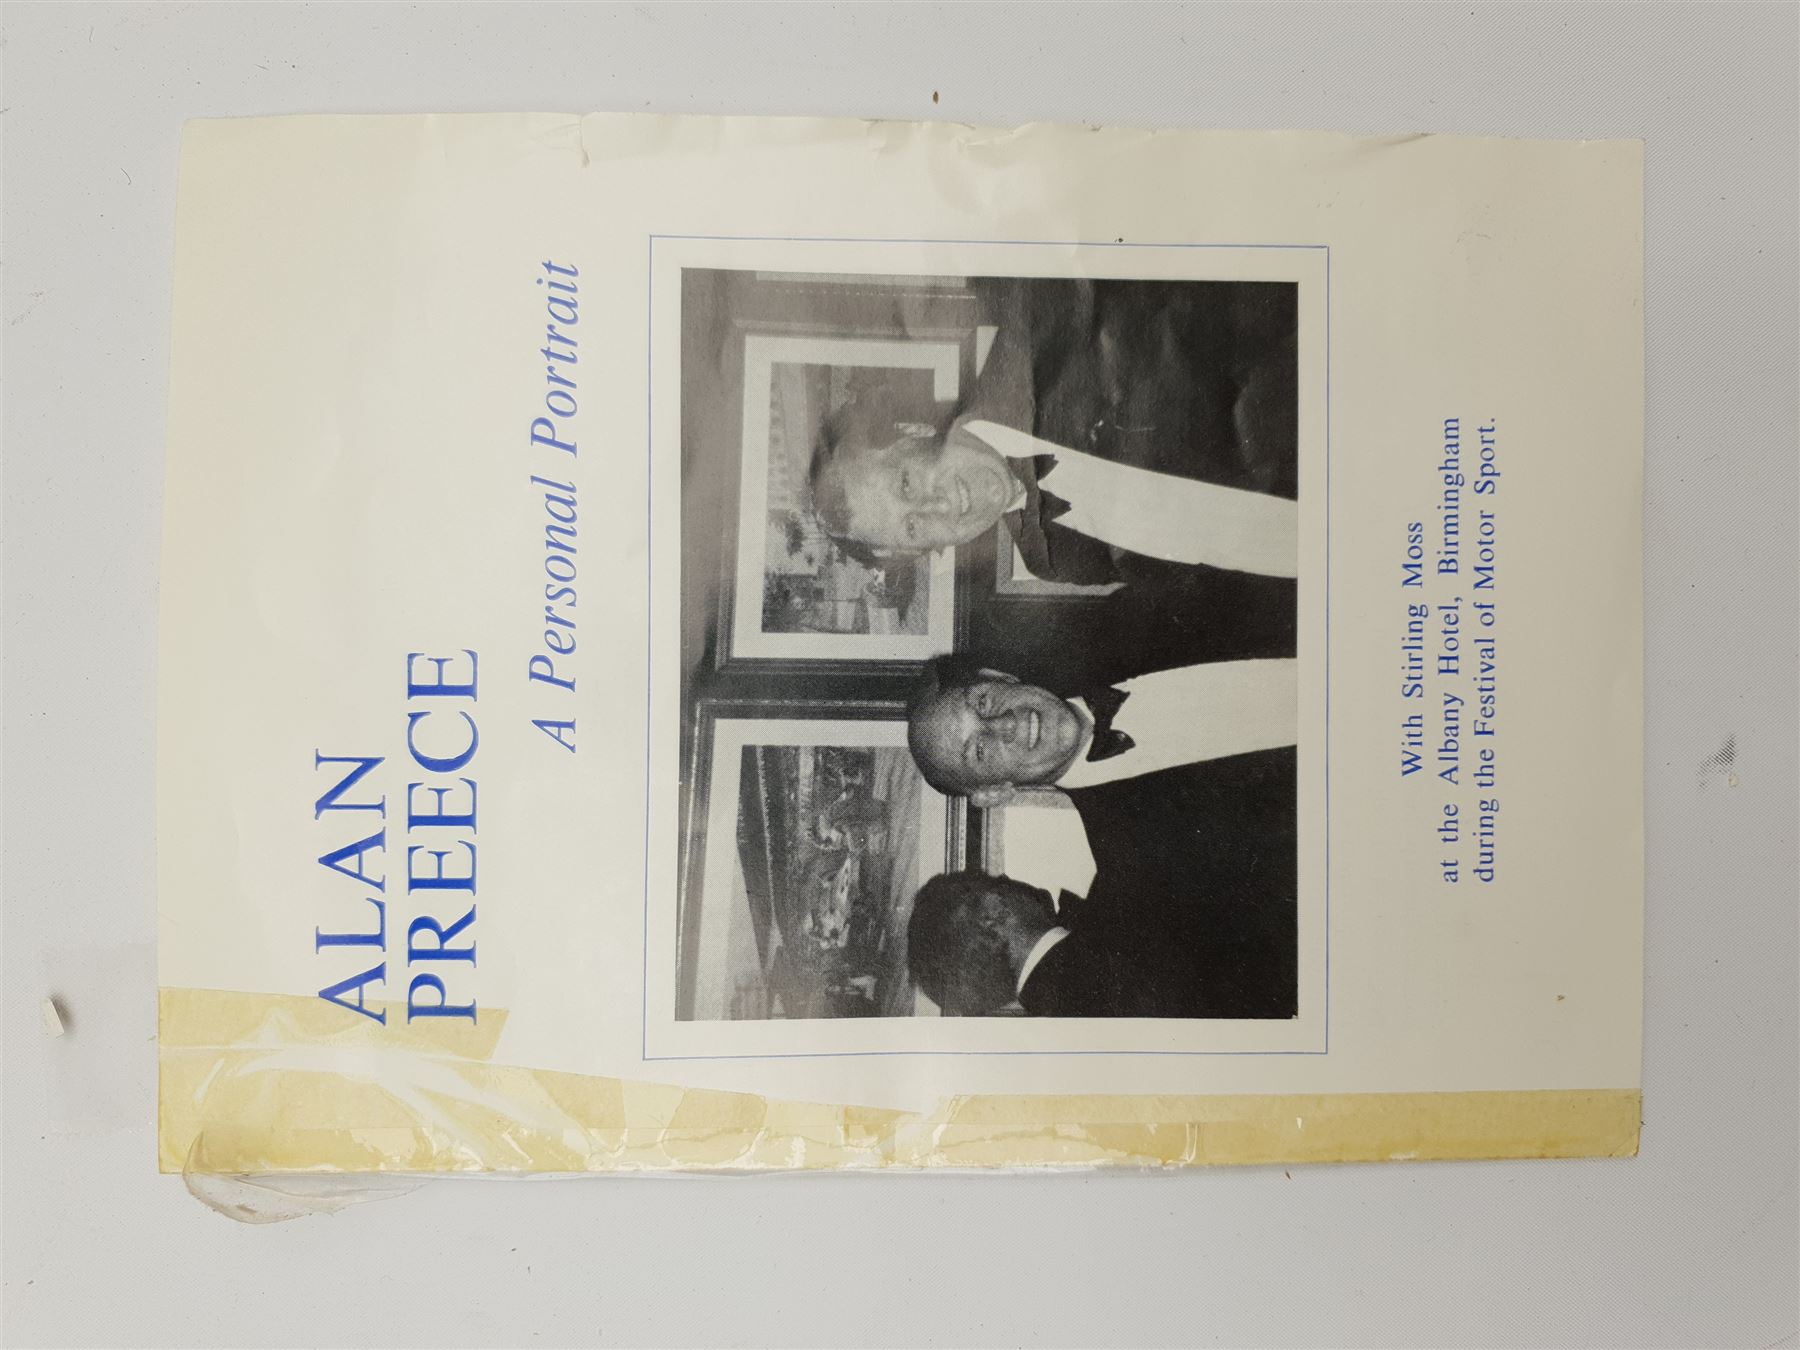 ALAN
PREECE
A Personal Portrait
With Stirling Moss
at the Albany Hotel, Birmingham
during the Festival of Motor Sport.